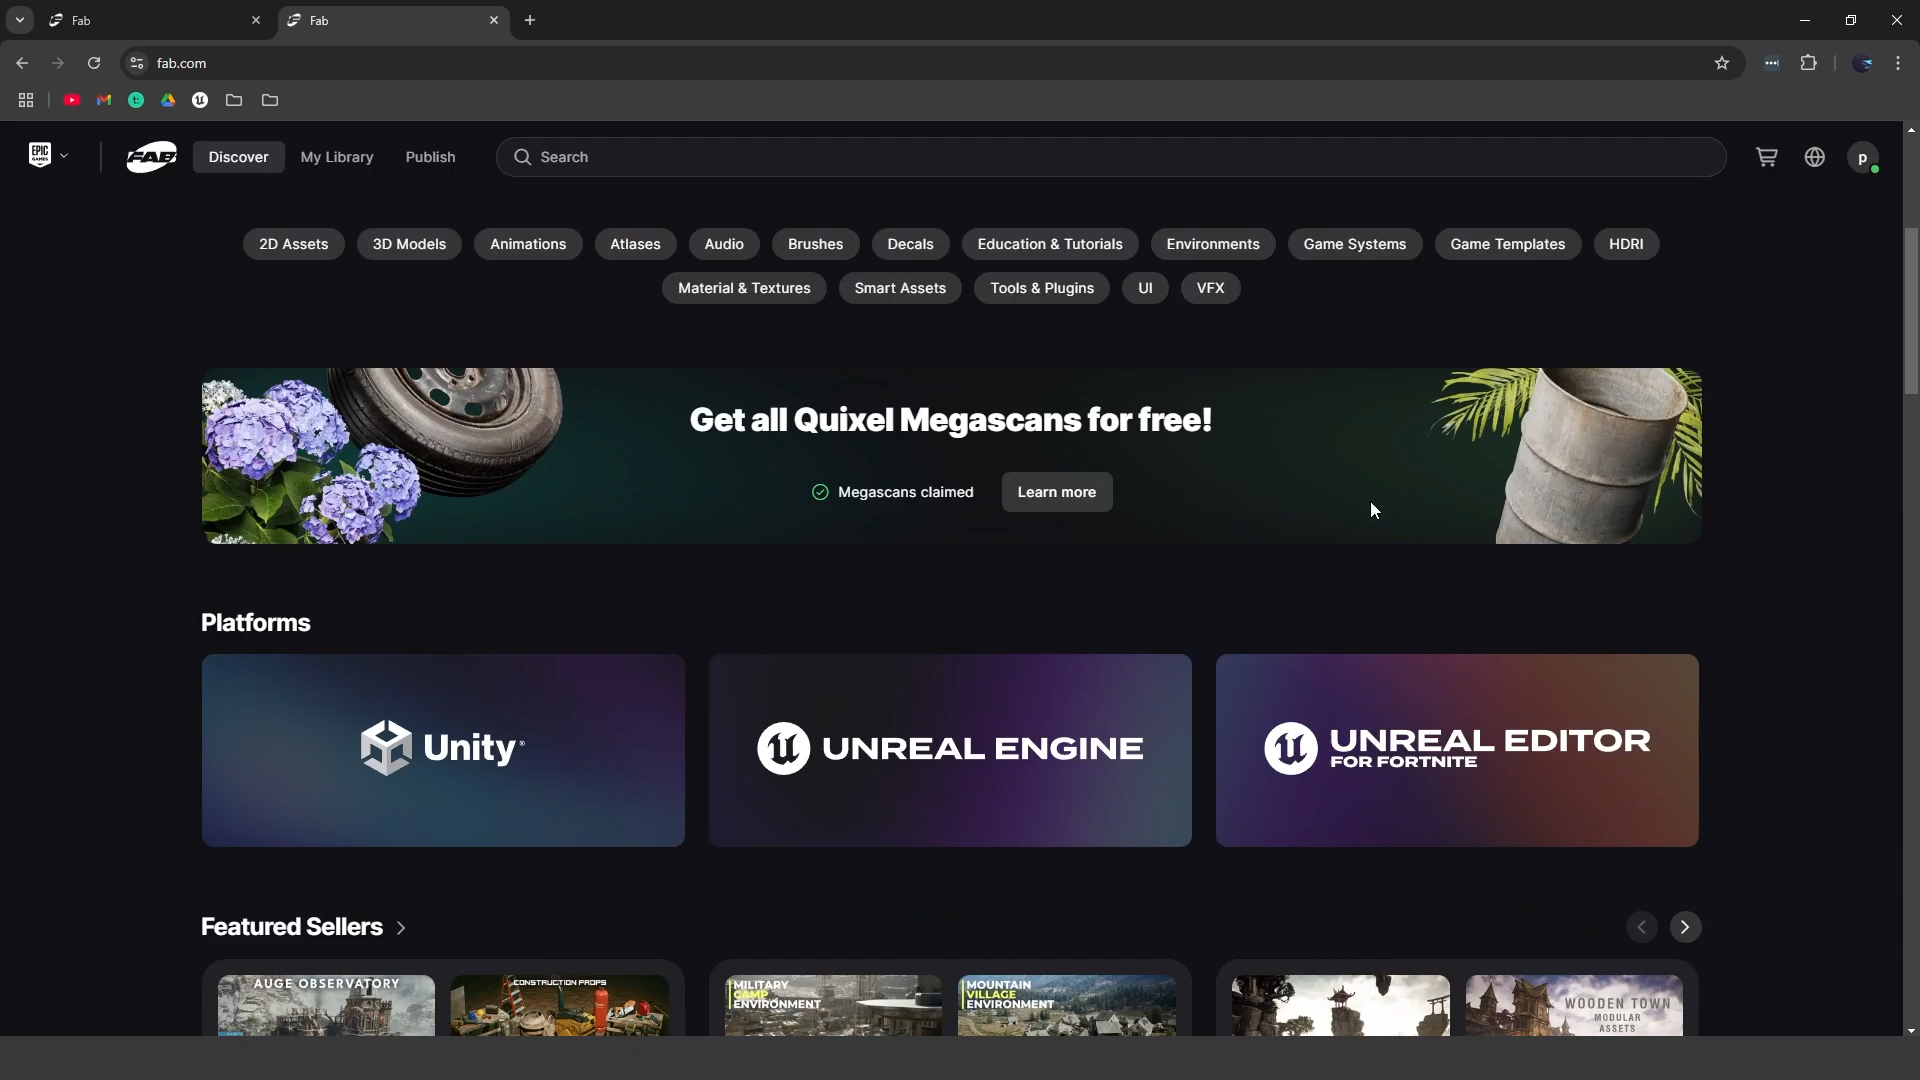 Fab
Fab
fab.com
EPIC GAMES
FAB
Discover
My Library
Publish
Search
p
2D Assets
3D Models
Animations
Atlases
Audio
Brushes
Decals
Education & Tutorials
Environments
Game Systems
Game Templates
HDRI
Material & Textures
Smart Assets
Tools & Plugins
UI
VFX
Get all Quixel Megascans for free!
Megascans claimed
Learn more
Platforms
Unity®
UNREAL ENGINE
UNREAL EDITOR
FOR FORTNITE
Featured Sellers
AUGE OBSERVATORY
CONSTRUCTION PROPS
MILITARY
CAMP
ENVIRONMENT
MOUNTAIN
VILLAGE
ENVIRONMENT
WOODEN TOWN
MODULAR
ASSETS